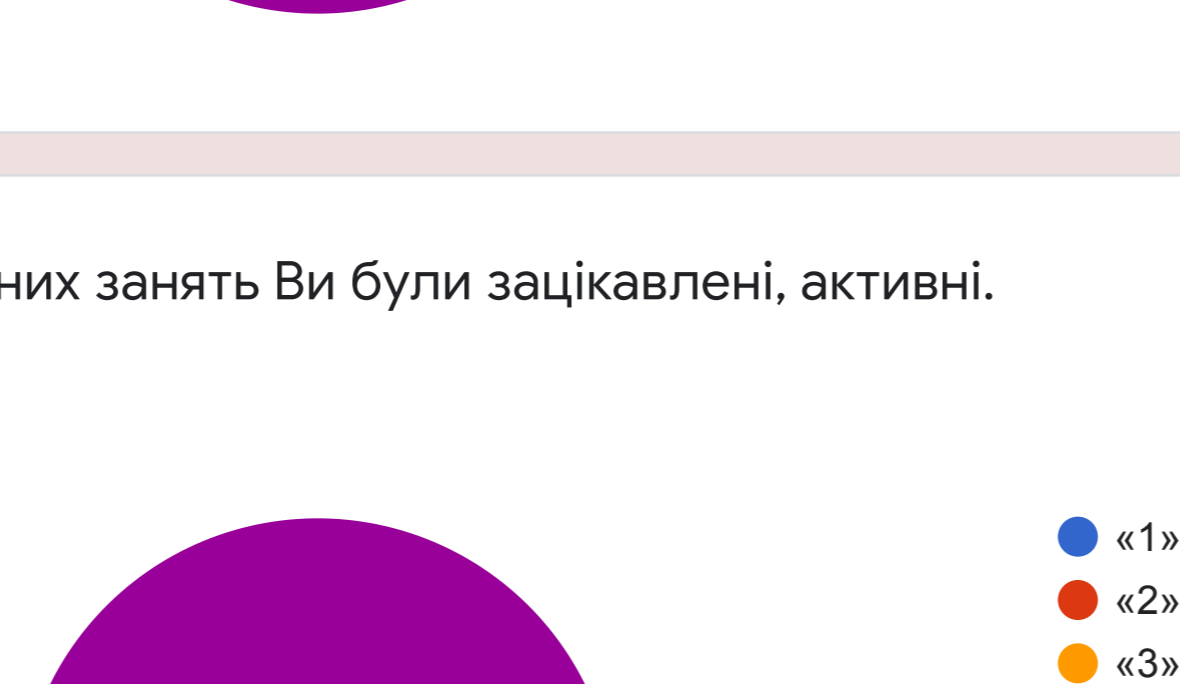 них занять Ви були зацікавлені, активні.
«1»
«2»
«3»